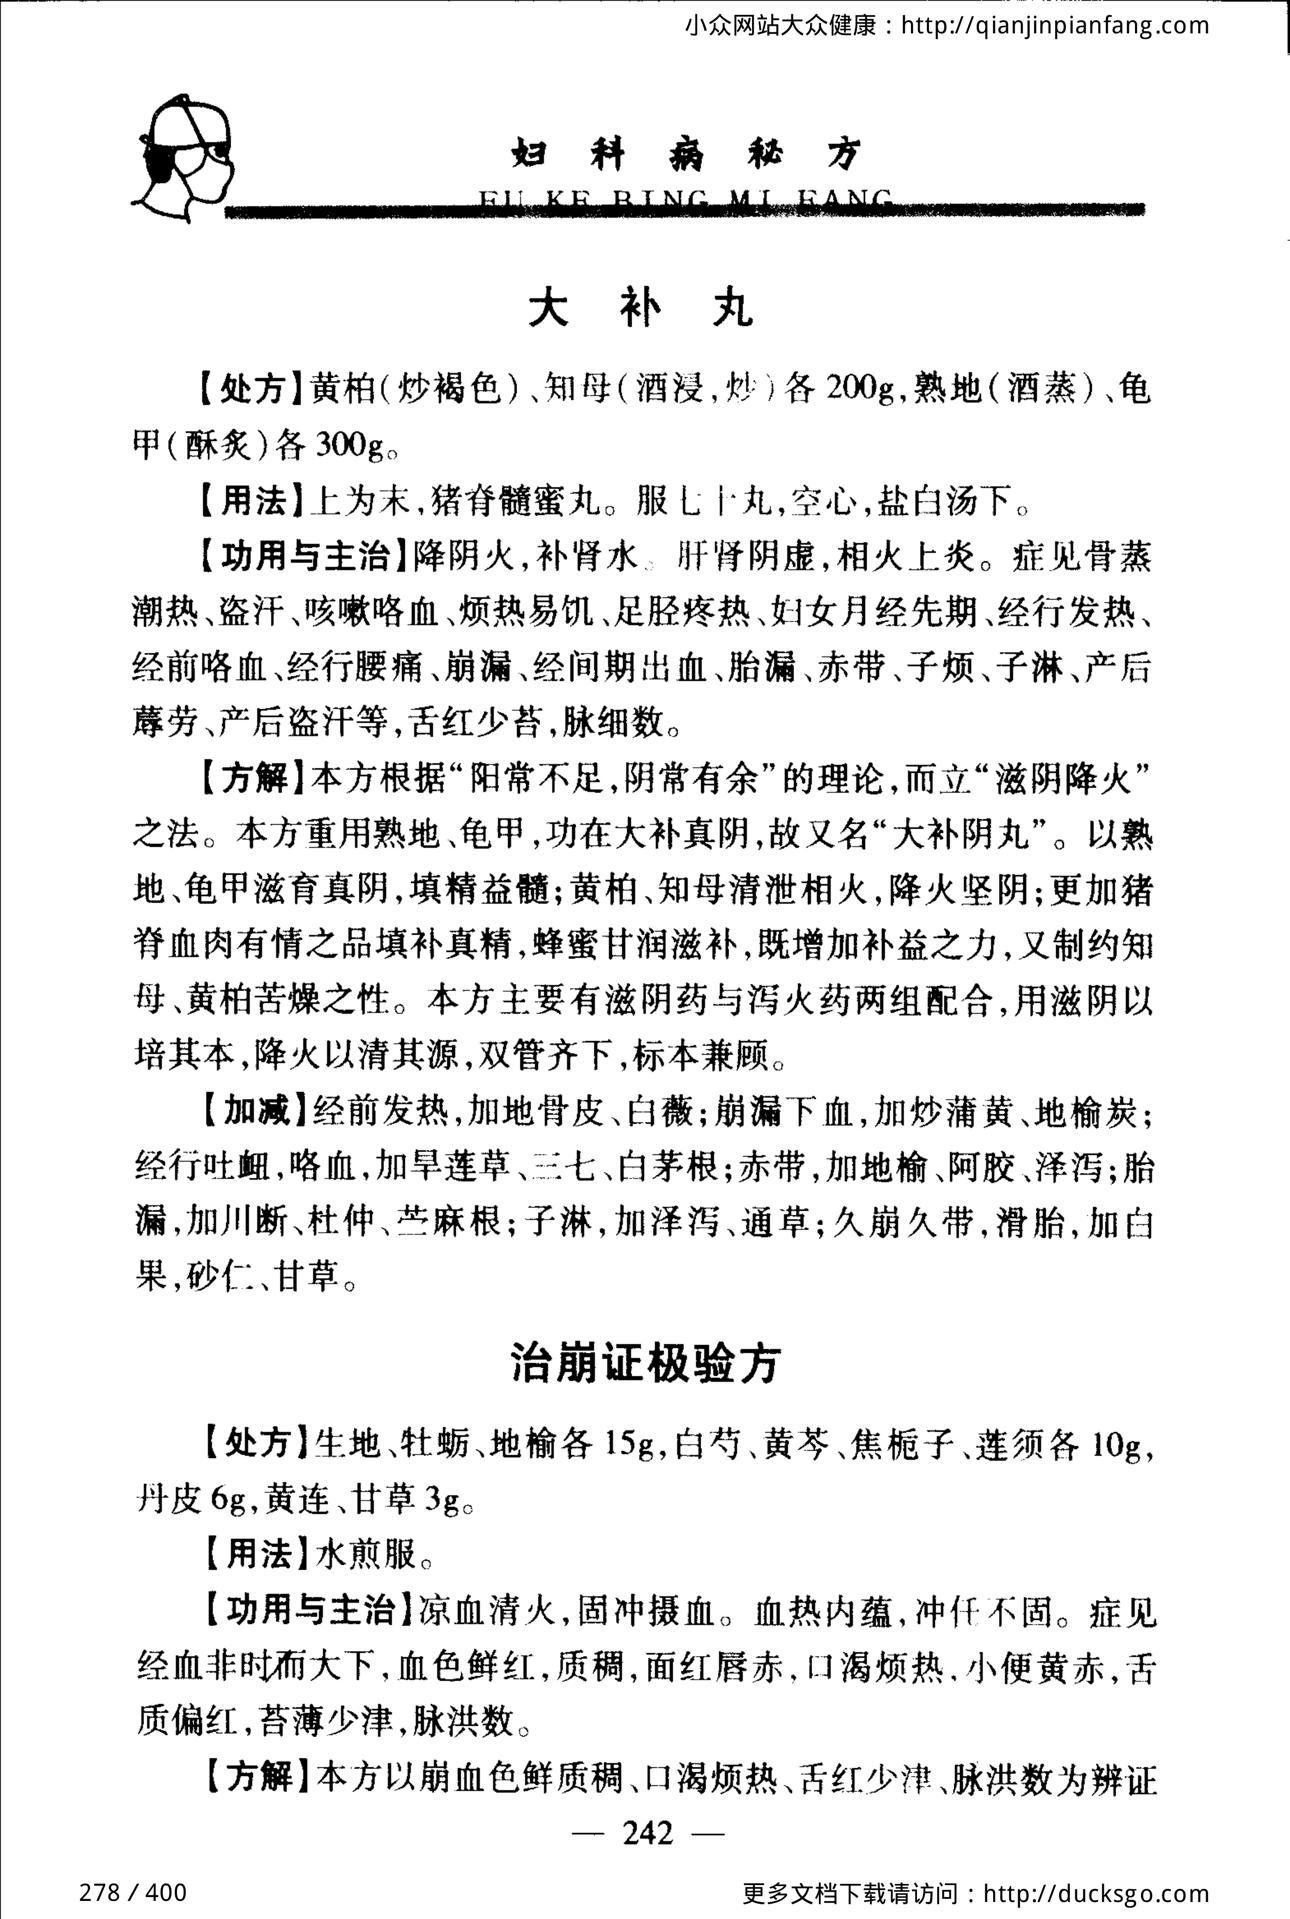 小众网站大众健康：http://qianjinpianfang.com
妇科病秘方
FU KE BING MI FANG
大 补 丸
【处方】黄柏(炒褐色)、知母(酒浸,炒)各 200g,熟地(酒蒸)、龟
甲(酥炙)各 300g。
【用法】上为末,猪脊髓蜜丸。服七十丸,空心,盐白汤下。
【功用与主治】降阴火,补肾水。肝肾阴虚,相火上炎。症见骨蒸
潮热、盗汗、咳嗽咯血、烦热易饥、足胫疼热、妇女月经先期、经行发热、
经前咯血、经行腰痛、崩漏、经间期出血、胎漏、赤带、子烦、子淋、产后
蓐劳、产后盗汗等,舌红少苔,脉细数。
【方解】本方根据“阳常不足,阴常有余”的理论,而立“滋阴降火”
之法。本方重用熟地、龟甲,功在大补真阴,故又名“大补阴丸”。以熟
地、龟甲滋育真阴,填精益髓;黄柏、知母清泄相火,降火坚阴;更加猪
脊血肉有情之品填补真精,蜂蜜甘润滋补,既增加补益之力,又制约知
母、黄柏苦燥之性。本方主要有滋阴药与泻火药两组配合,用滋阴以
培其本,降火以清其源,双管齐下,标本兼顾。
【加减】经前发热,加地骨皮、白薇;崩漏下血,加炒蒲黄、地榆炭;
经行吐衄,咯血,加旱莲草、三七、白茅根;赤带,加地榆、阿胶、泽泻;胎
漏,加川断、杜仲、苎麻根;子淋,加泽泻、通草;久崩久带,滑胎,加白
果,砂仁、甘草。
治崩证极验方
【处方】生地、牡蛎、地榆各 15g,白芍、黄芩、焦栀子、莲须各 10g,
丹皮 6g,黄连、甘草 3g。
【用法】水煎服。
【功用与主治】凉血清火,固冲摄血。血热内蕴,冲任不固。症见
经血非时而大下,血色鲜红,质稠,面红唇赤,口渴烦热,小便黄赤,舌
质偏红,苔薄少津,脉洪数。
【方解】本方以崩血色鲜质稠、口渴烦热、舌红少津、脉洪数为辨证
— 242 —
278 / 400
更多文档下载请访问：http://ducksgo.com